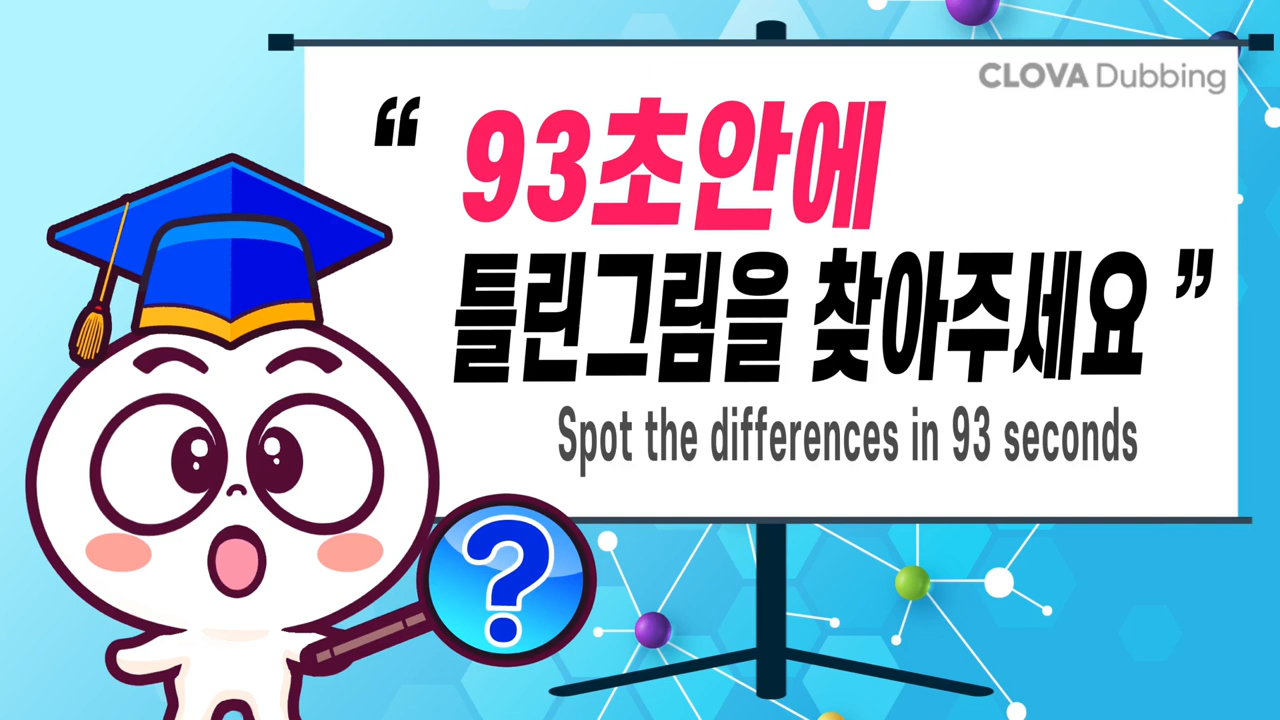 CLOVA Dubbing
“ 93초안에
틀린그림을 찾아주세요 ”
Spot the differences in 93 seconds
?